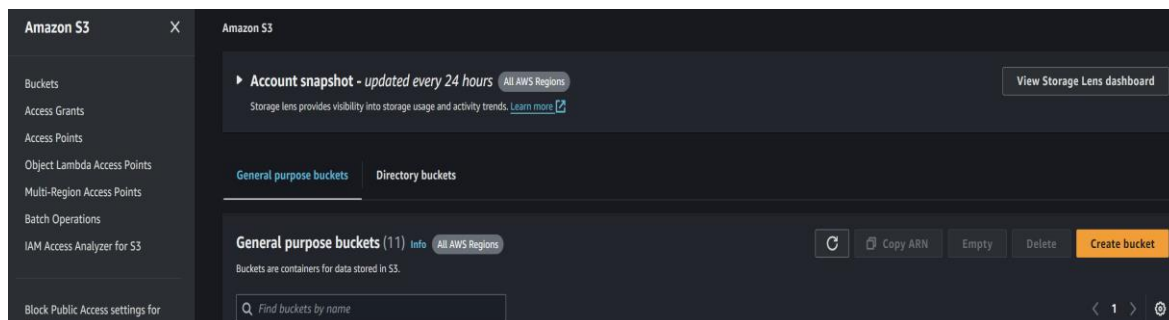 Amazon S3
X
Buckets
Access Grants
Access Points
Object Lambda Access Points
Multi-Region Access Points
Batch Operations
IAM Access Analyzer for S3
Block Public Access settings for
Amazon S3
Account snapshot - updated every 24 hours All AWS Regions
View Storage Lens dashboard
Storage lens provides visibility into storage usage and activity trends. Learn more
General purpose buckets Directory buckets
General purpose buckets (11) Info All AWS Regions
Copy ARN Empty Delete Create bucket
Buckets are containers for data stored in S3.
Find buckets by name
1